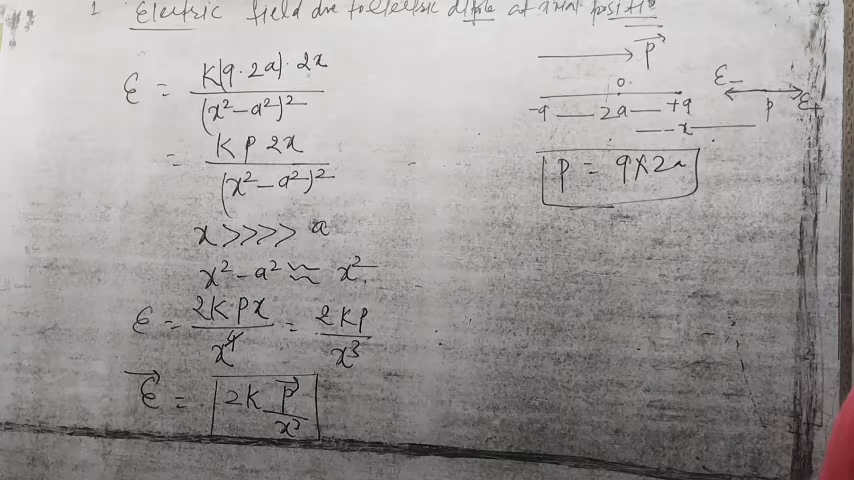 1 Electric field due to electric dipole at axial position
ε = K(q·2a)·2x / (x²-a²)²
= K P 2x / (x²-a²)²
x >>>> a
x²-a² ≈ x²
ε = 2KPx / x⁴ = 2KP / x³
ε⃗ = 2K P⃗ / x³
P⃗
o
-q — 2a — +q
— x —
ε- P ε+
P = q×2a